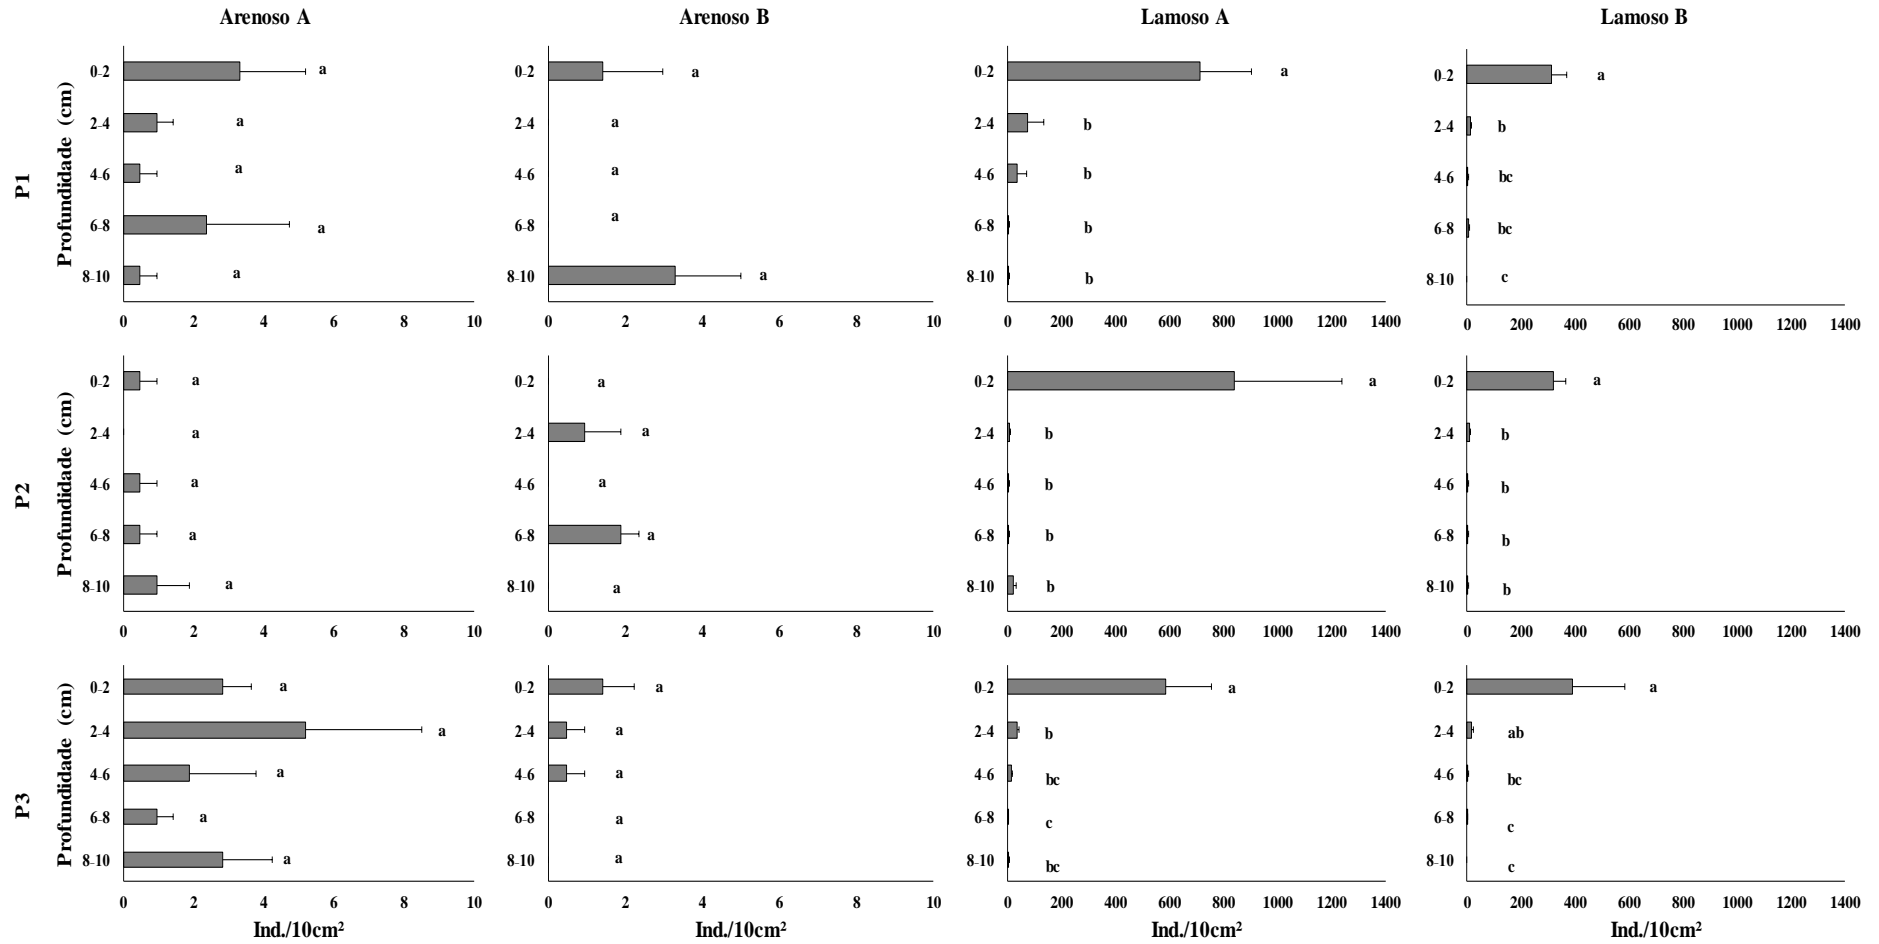 Arenoso A Arenoso B Lamoso A Lamoso B
P1
Profundidade (cm)
0-2 a 0-2 a 0-2 a 0-2 a
2-4 a 2-4 a 2-4 b 2-4 b
4-6 a 4-6 a 4-6 b 4-6 bc
6-8 a 6-8 a 6-8 b 6-8 bc
8-10 a 8-10 a 8-10 b 8-10 c
0 2 4 6 8 10 0 2 4 6 8 10 0 200 400 600 800 1000 1200 1400 0 200 400 600 800 1000 1200 1400
P2
Profundidade (cm)
0-2 a 0-2 a 0-2 a 0-2 a
2-4 a 2-4 a 2-4 b 2-4 b
4-6 a 4-6 a 4-6 b 4-6 b
6-8 a 6-8 a 6-8 b 6-8 b
8-10 a 8-10 a 8-10 b 8-10 b
0 2 4 6 8 10 0 2 4 6 8 10 0 200 400 600 800 1000 1200 1400 0 200 400 600 800 1000 1200 1400
P3
Profundidade (cm)
0-2 a 0-2 a 0-2 a 0-2 a
2-4 a 2-4 a 2-4 b 2-4 ab
4-6 a 4-6 a 4-6 bc 4-6 bc
6-8 a 6-8 a 6-8 c 6-8 c
8-10 a 8-10 a 8-10 bc 8-10 c
0 2 4 6 8 10 0 2 4 6 8 10 0 200 400 600 800 1000 1200 1400 0 200 400 600 800 1000 1200 1400
Ind./10cm² Ind./10cm² Ind./10cm² Ind./10cm²